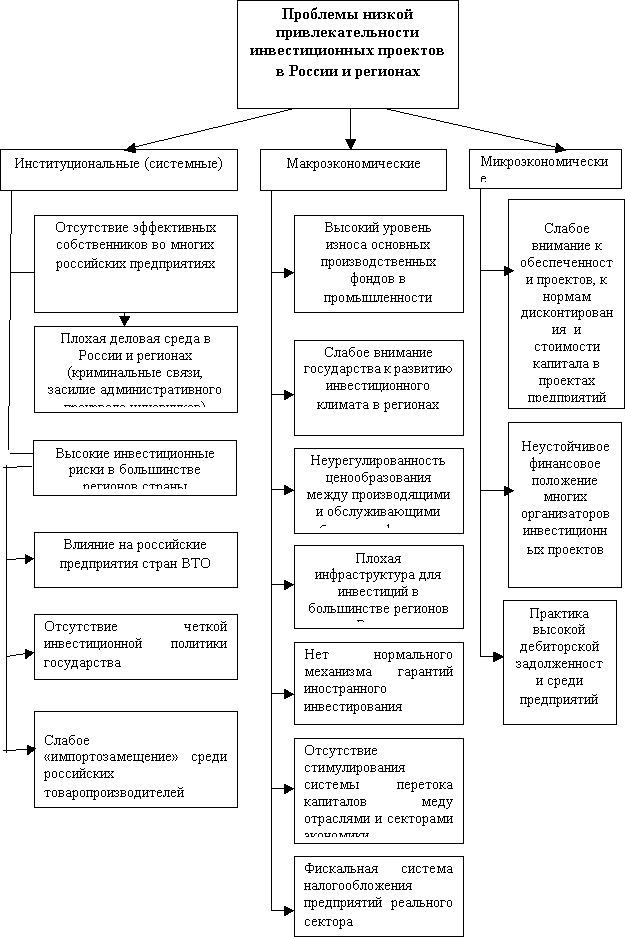 Проблемы низкой
привлекательности
инвестиционных проектов
в России и регионах
Институциональные (системные)
Отсутствие эффективных
собственников во многих
российских предприятиях
Плохая деловая среда в
России и регионах
(криминальные связи,
засилие административного
Высокие инвестиционные
риски в большинстве
регионов страны
Влияние на российские
предприятия стран ВТО
Отсутствие четкой
инвестиционной политики
государства
Слабое
«импортозамещение» среди
российских
товаропроизводителей
Макроэкономические
Высокий уровень
износа основных
производственных
фондов в
промышленности
Слабое внимание
государства к развитию
инвестиционного
климата в регионах
Неурегулированность
ценообразования
между производящими
и обслуживающими
Плохая
инфраструктура для
инвестиций в
большинстве регионов
Нет нормального
механизма гарантий
иностранного
инвестирования
Отсутствие
стимулирования
системы перетока
капиталов меду
отраслями и секторами
экономики
Фискальная система
налогообложения
предприятий реального
сектора
Микроэкономически
е
Слабое
внимание к
обеспеченност
и проектов, к
нормам
дисконтирован
ия и
стоимости
капитала в
проектах
предприятий
Неустойчивое
финансовое
положение
многих
организаторов
инвестиционн
ых проектов
Практика
высокой
дебиторской
задолженност
и среди
предприятий